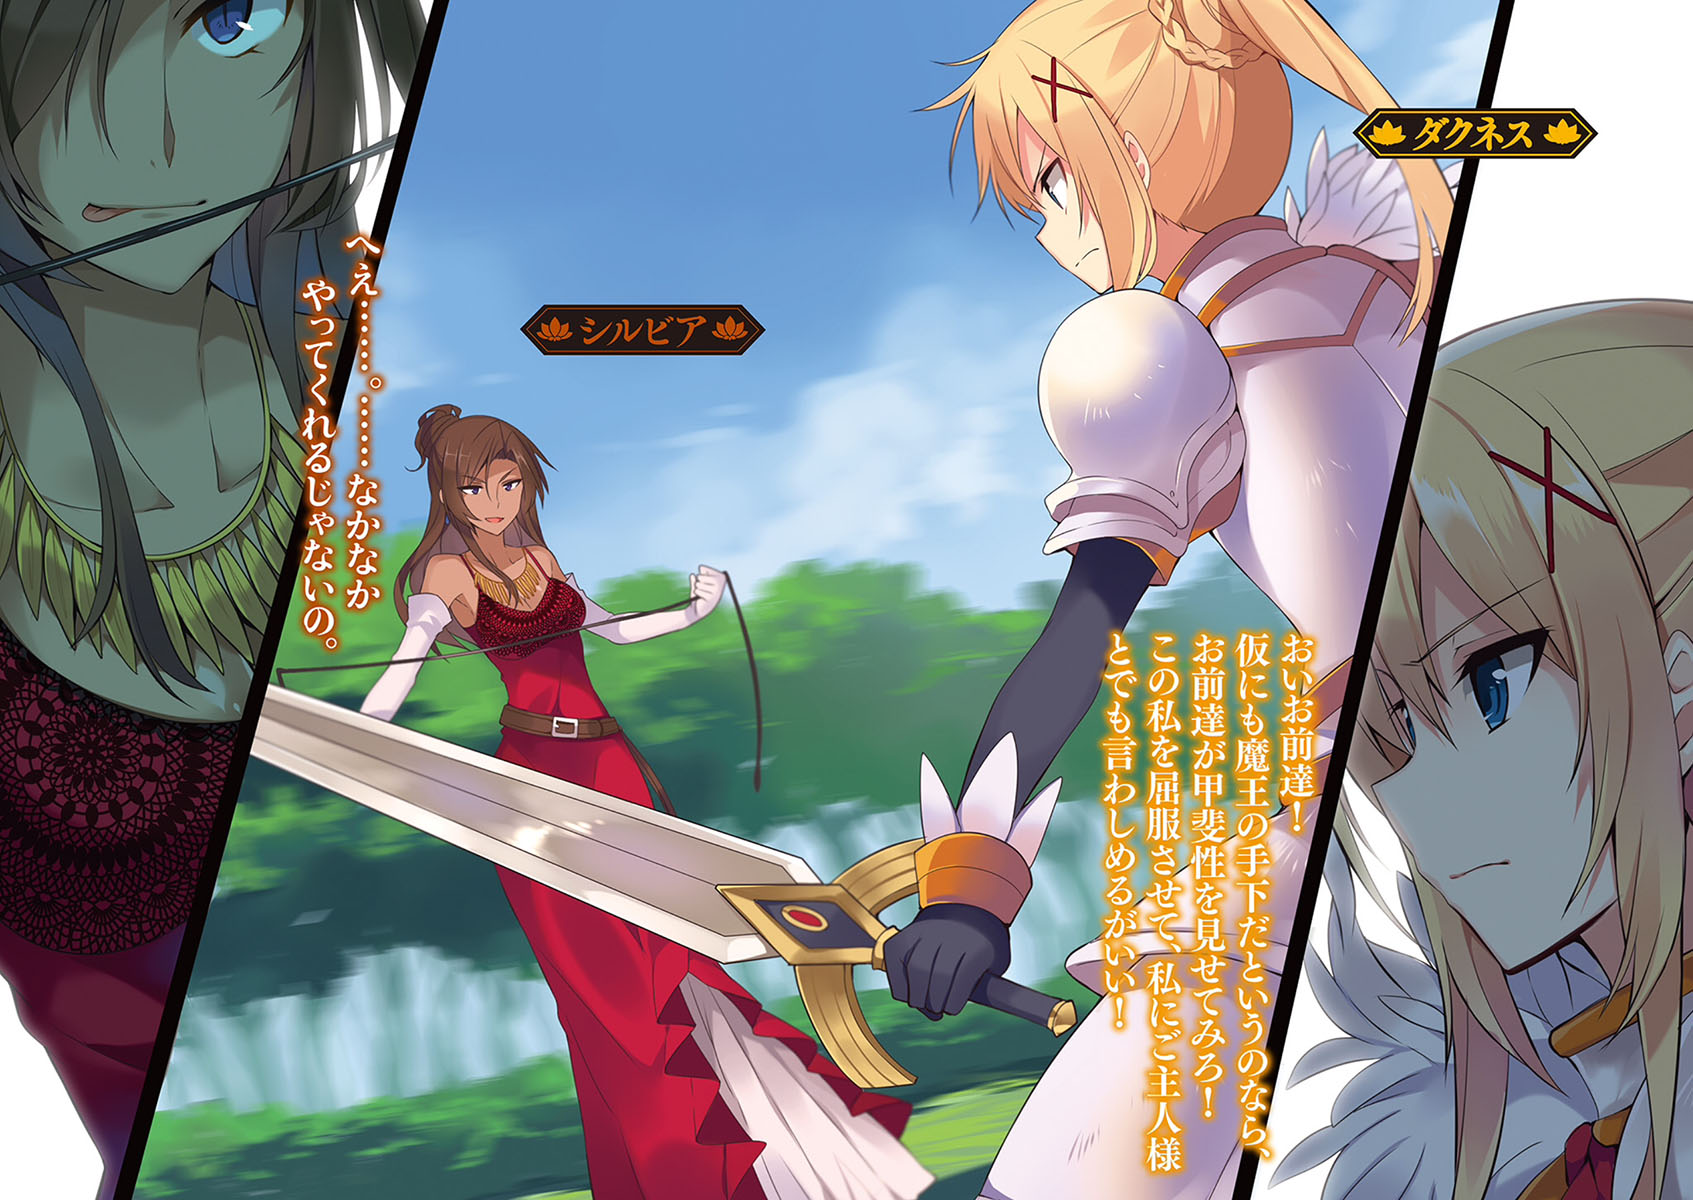 ダクネス
おいお前達！
仮にも魔王の手下だというのなら、
お前達が甲斐性を見せてみろ！
この私を屈服させて、私にご主人様
とでも言わしめるがいい！
シルビア
へえ……。……なかなか
やってくれるじゃないの。